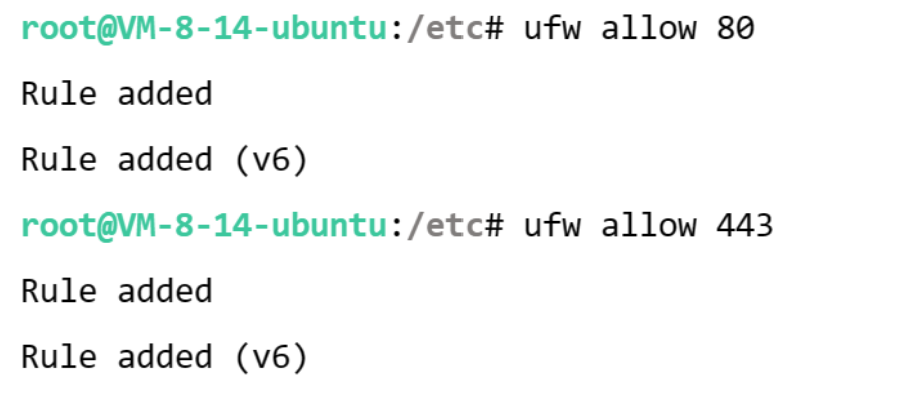 root@VM-8-14-ubuntu:/etc# ufw allow 80
Rule added
Rule added (v6)
root@VM-8-14-ubuntu:/etc# ufw allow 443
Rule added
Rule added (v6)